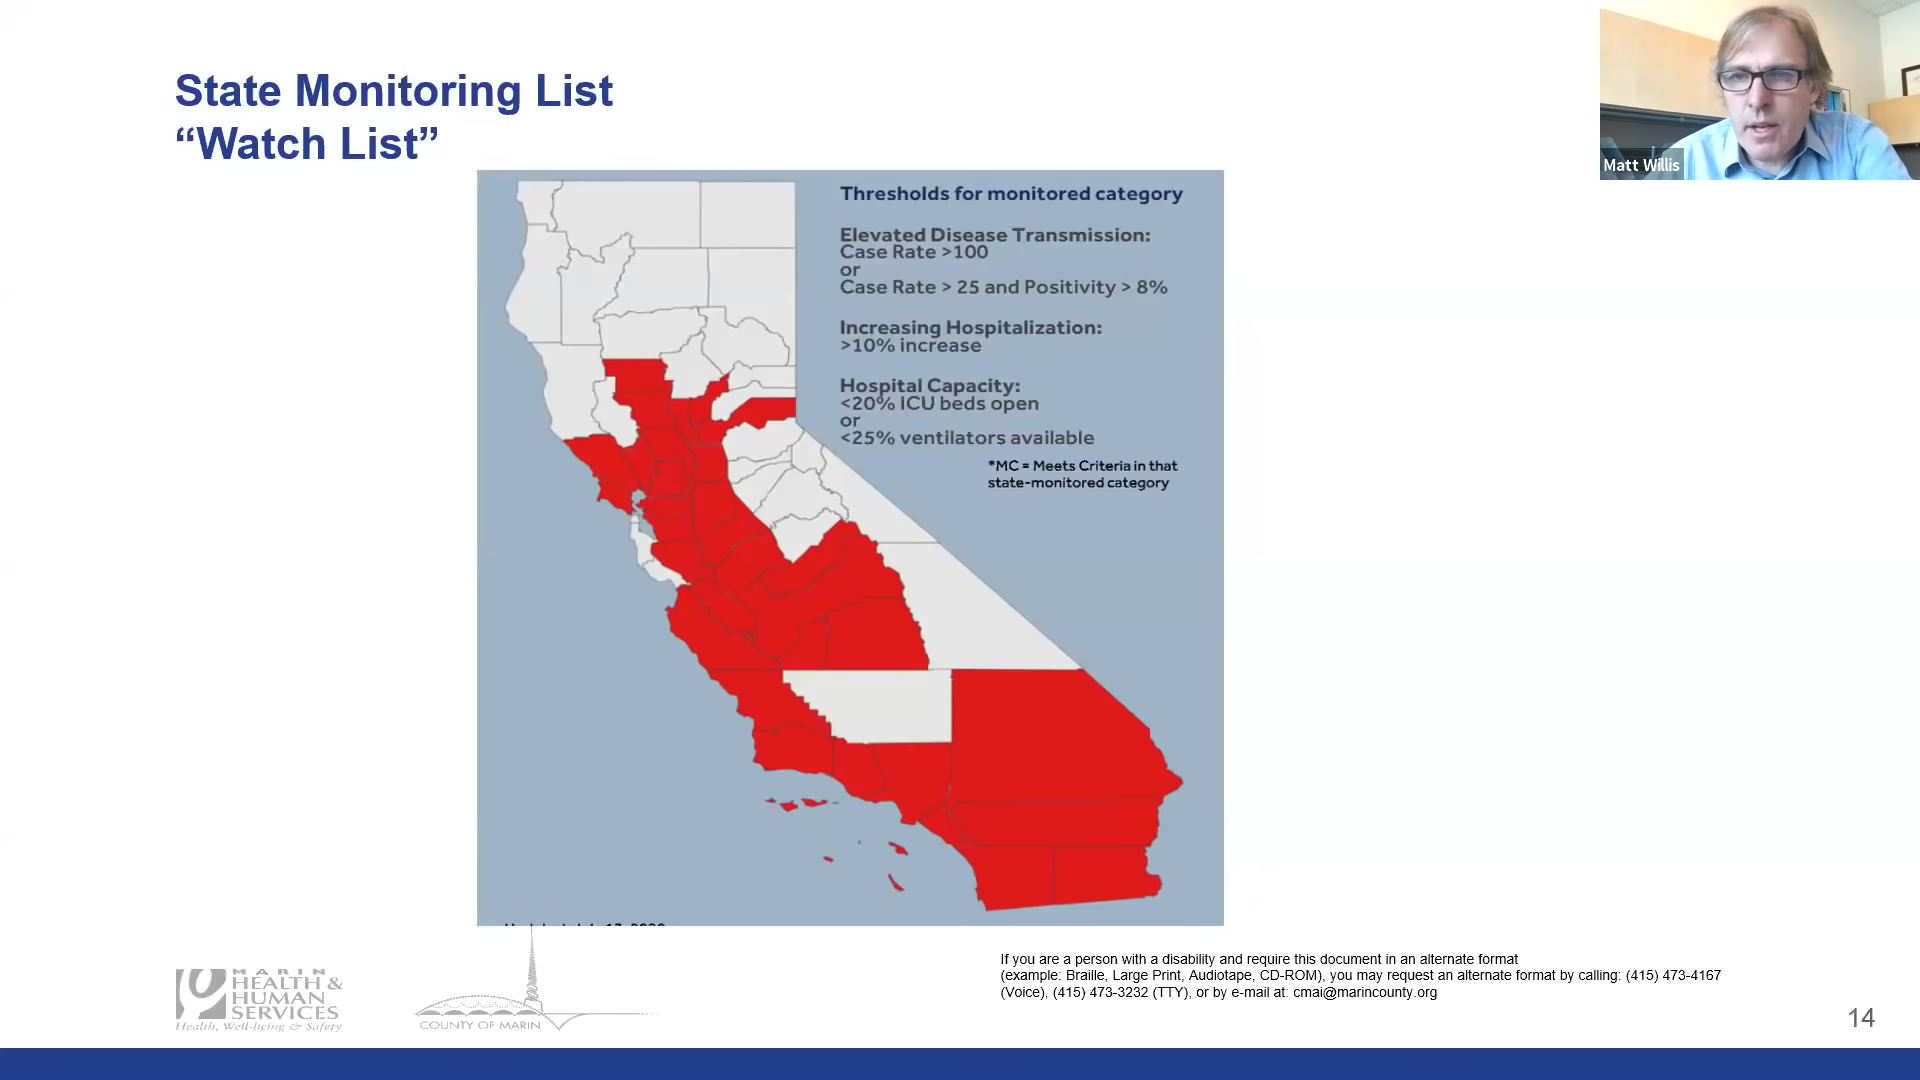 State Monitoring List
“Watch List”
Matt Willis
Thresholds for monitored category
Elevated Disease Transmission:
Case Rate >100
or
Case Rate > 25 and Positivity > 8%
Increasing Hospitalization:
>10% increase
Hospital Capacity:
<20% ICU beds open
or
<25% ventilators available
*MC = Meets Criteria in that
state-monitored category
MARIN
HEALTH &
HUMAN
SERVICES
Health, Well-being & Safety
COUNTY OF MARIN
If you are a person with a disability and require this document in an alternate format
(example: Braille, Large Print, Audiotape, CD-ROM), you may request an alternate format by calling: (415) 473-4167
(Voice), (415) 473-3232 (TTY), or by e-mail at: cmai@marincounty.org
14